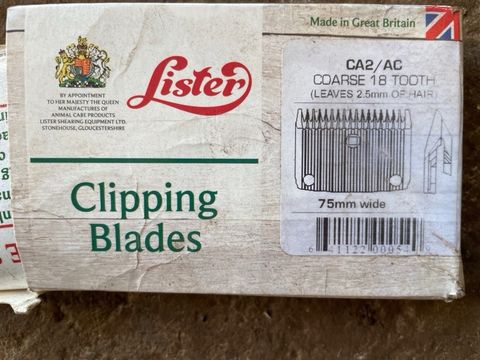 Made in Great Britain
BY APPOINTMENT
TO HER MAJESTY THE QUEEN
MANUFACTURES OF
ANIMAL CARE PRODUCTS
LISTER SHEARING EQUIPMENT LTD.
STONEHOUSE, GLOUCESTERSHIRE
Lister
Clipping
Blades
CA2/AC
COARSE 18 TOOTH
(LEAVES 2.5mm OF HAIR)
75mm wide